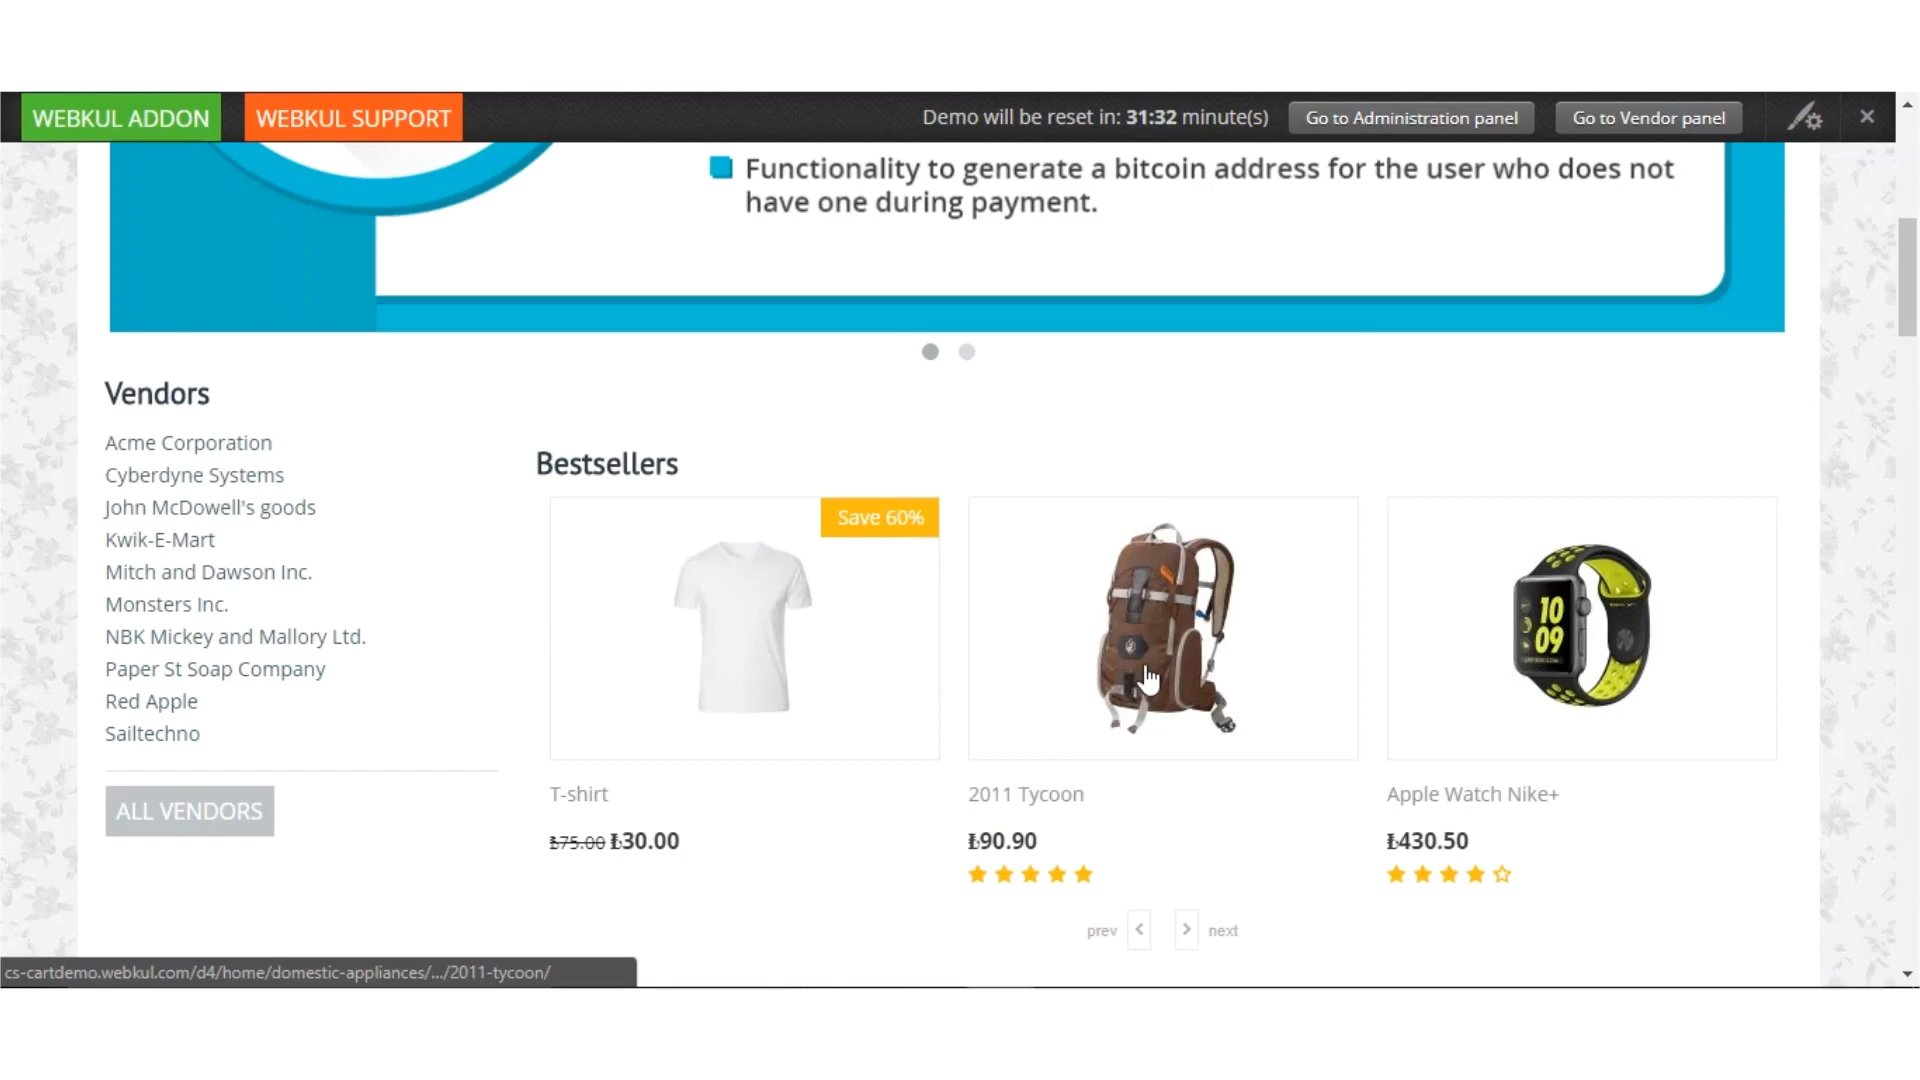 WEBKUL ADDON
WEBKUL SUPPORT
Demo will be reset in: 31:32 minute(s)
Go to Administration panel
Go to Vendor panel
Functionality to generate a bitcoin address for the user who does not
have one during payment.
Vendors
Acme Corporation
Cyberdyne Systems
John McDowell's goods
Kwik-E-Mart
Mitch and Dawson Inc.
Monsters Inc.
NBK Mickey and Mallory Ltd.
Paper St Soap Company
Red Apple
Sailtechno
ALL VENDORS
Bestsellers
Save 60%
10
09
T-shirt
2011 Tycoon
Apple Watch Nike+
₺75.00 ₺30.00
₺90.90
₺430.50
prev
next
cs-cartdemo.webkul.com/d4/home/domestic-appliances/.../2011-tycoon/